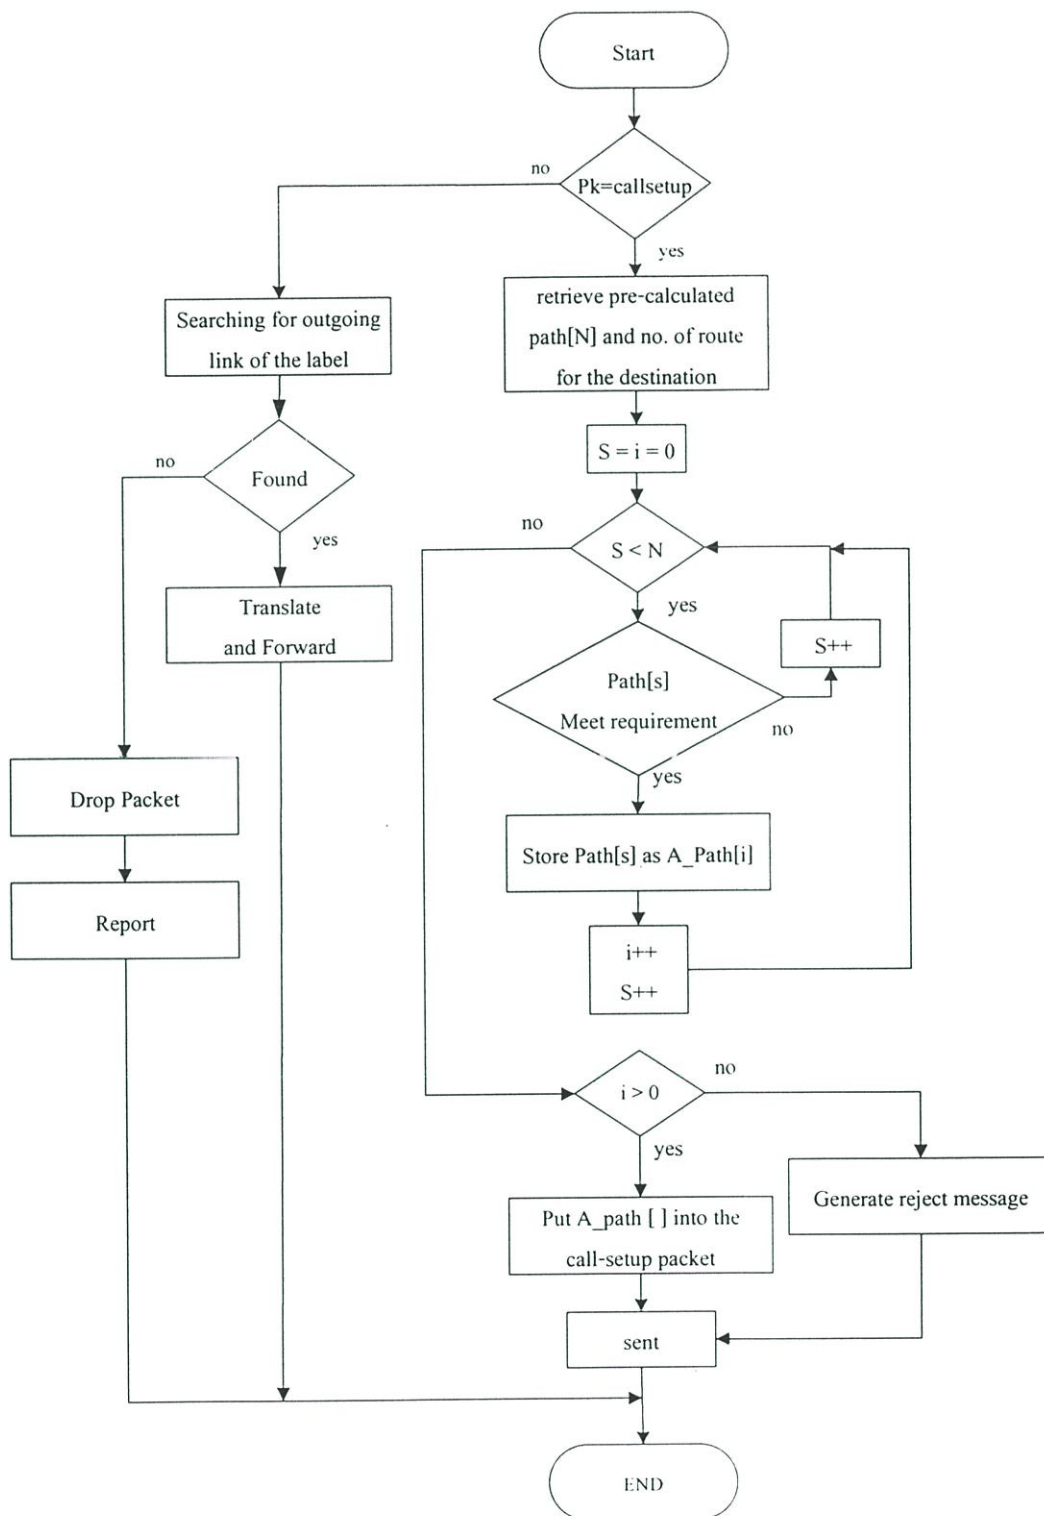 Start
no
Pk=callsetup
yes
retrieve pre-calculated
path[N] and no. of route
for the destination
Searching for outgoing
link of the label
S = i = 0
no
Found
yes
no
S < N
yes
Translate
and Forward
S++
Path[s]
Meet requirement
no
yes
Drop Packet
Store Path[s] as A_Path[i]
Report
i++
S++
i > 0
no
yes
Put A_path [ ] into the
call-setup packet
Generate reject message
sent
END